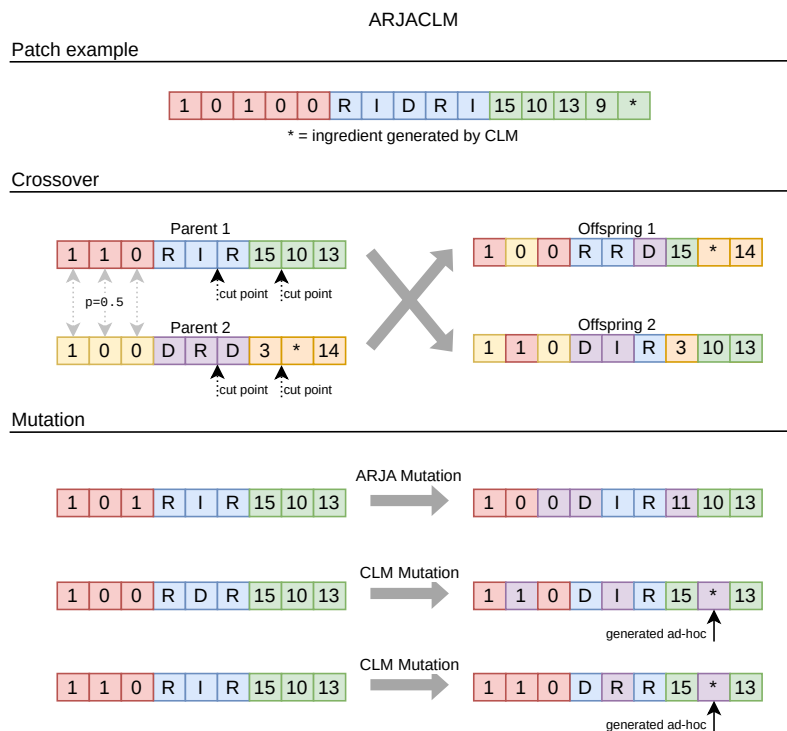 ARJACLM
Patch example
1 0 1 0 0 R I D R I 15 10 13 9 *
* = ingredient generated by CLM
Crossover
Parent 1
1 1 0 R I R 15 10 13
cut point cut point
p=0.5
Parent 2
1 0 0 D R D 3 * 14
cut point cut point
Offspring 1
1 0 0 R R D 15 * 14
Offspring 2
1 1 0 D I R 3 10 13
Mutation
ARJA Mutation
1 0 1 R I R 15 10 13
1 0 0 D I R 11 10 13
CLM Mutation
1 0 0 R D R 15 10 13
1 1 0 D I R 15 * 13
generated ad-hoc
CLM Mutation
1 1 0 R I R 15 10 13
1 1 0 D R R 15 * 13
generated ad-hoc